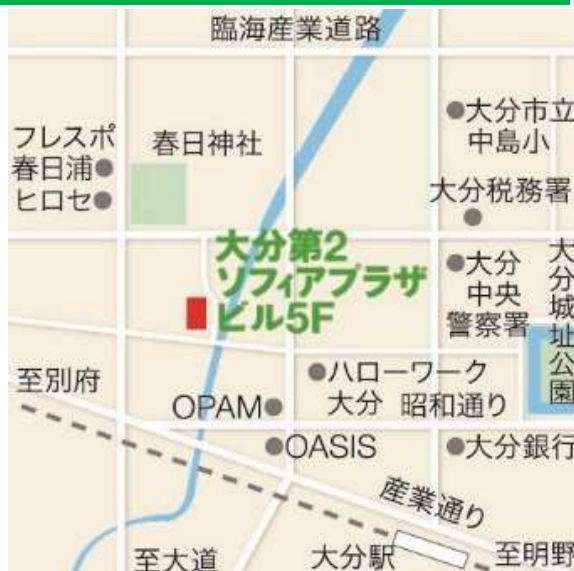 臨海産業道路
大分市立
中島小
フレスポ
春日浦
ヒロセ
春日神社
大分税務署
大分第2
ソフィアプラザ
ビル5F
大分
中央
警察署
大分城址公園
至別府
ハローワーク
大分
昭和通り
OPAM
OASIS
大分銀行
産業通り
至大道
大分駅
至明野